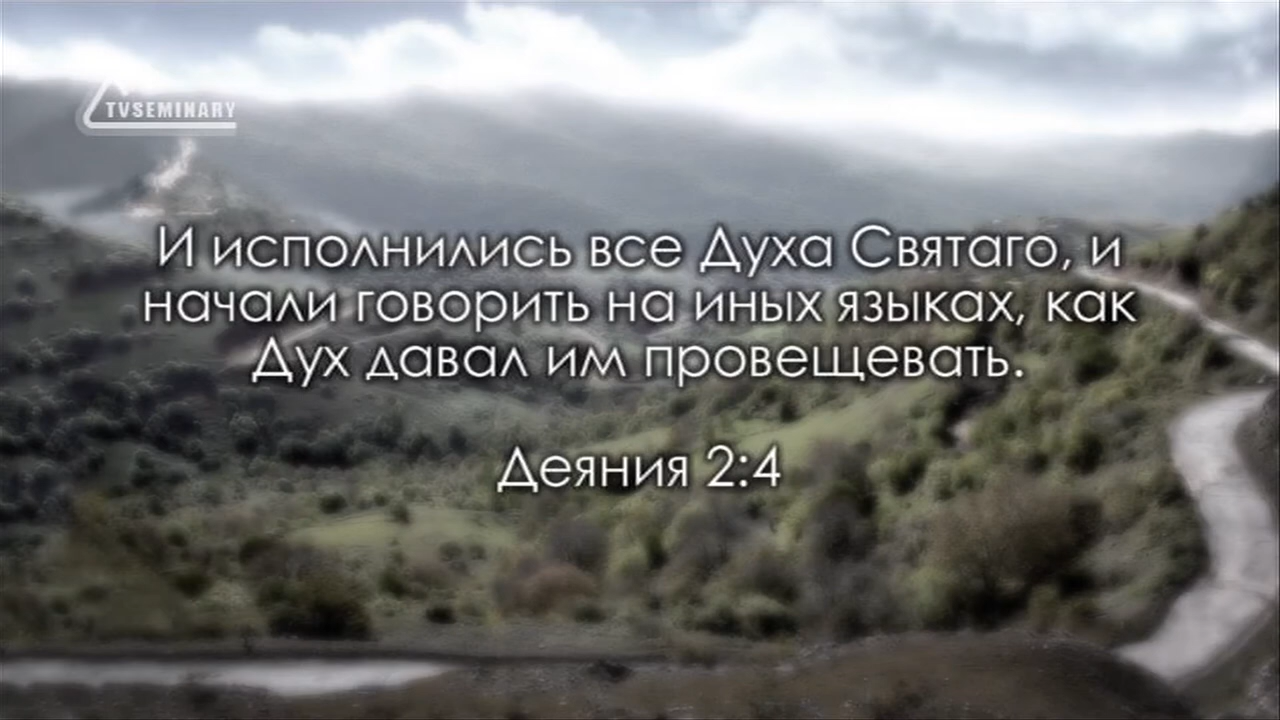 TVSEMINARY
И исполнились все Духа Святаго, и
начали говорить на иных языках, как
Дух давал им провещевать.
Деяния 2:4